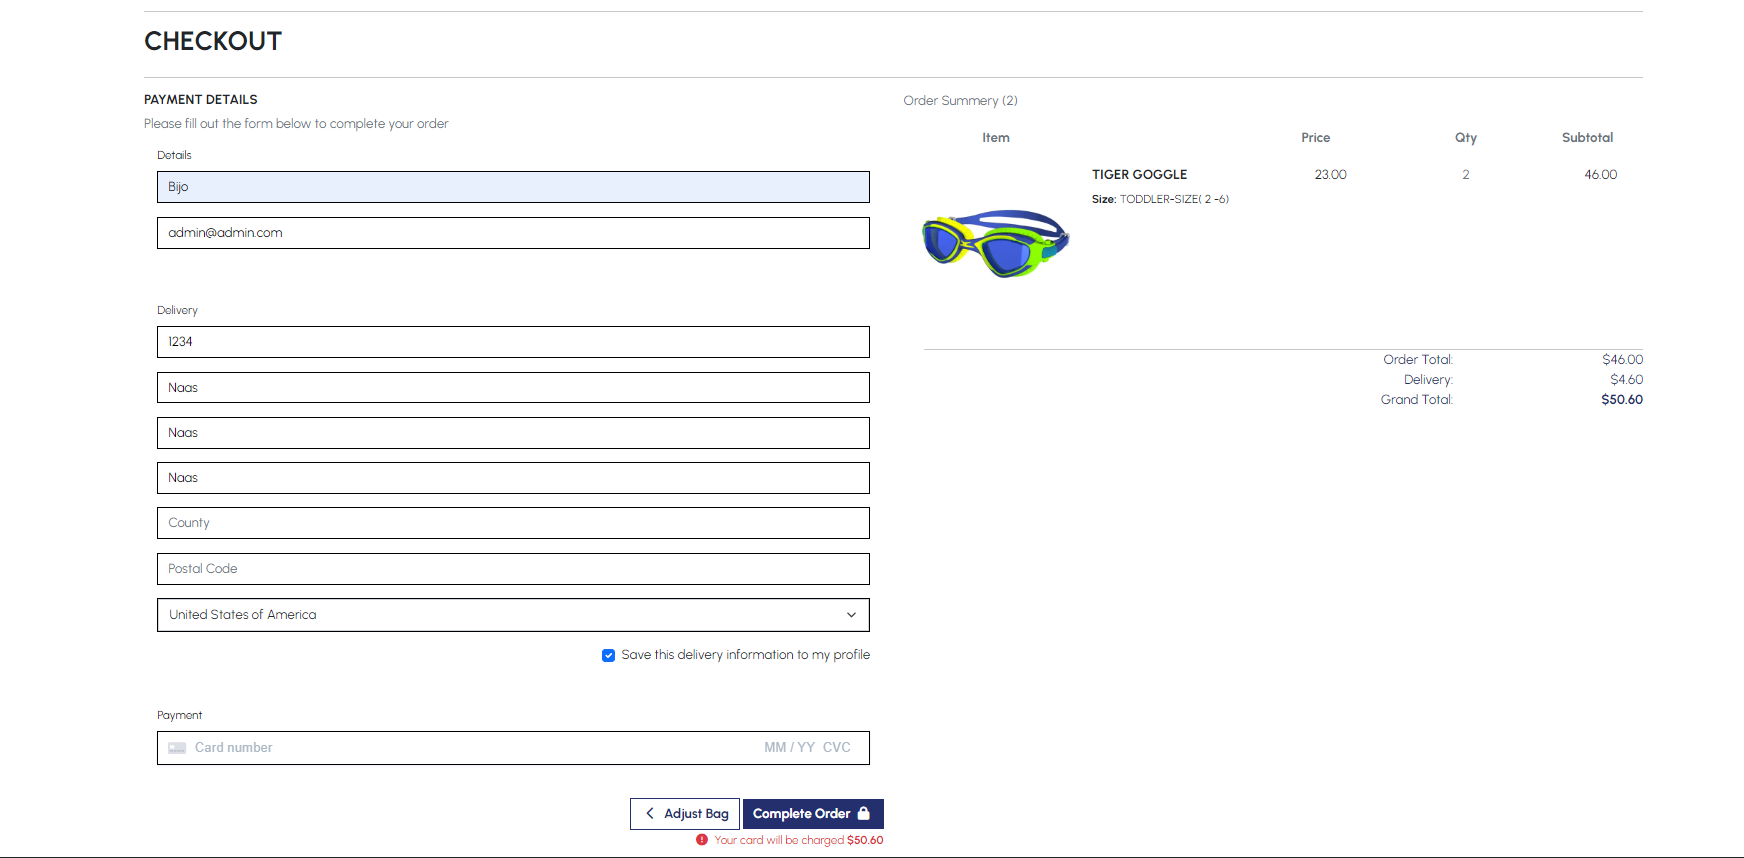 CHECKOUT
PAYMENT DETAILS
Please fill out the form below to complete your order
Details
Bijo
admin@admin.com
Delivery
1234
Naas
Naas
Naas
County
Postal Code
United States of America
Save this delivery information to my profile
Payment
Card number MM / YY CVC
Adjust Bag Complete Order
Your card will be charged $50.60
Order Summery (2)
Item Price Qty Subtotal
TIGER GOGGLE 23.00 2 46.00
Size: TODDLER-SIZE( 2 -6)
Order Total: $46.00
Delivery: $4.60
Grand Total: $50.60